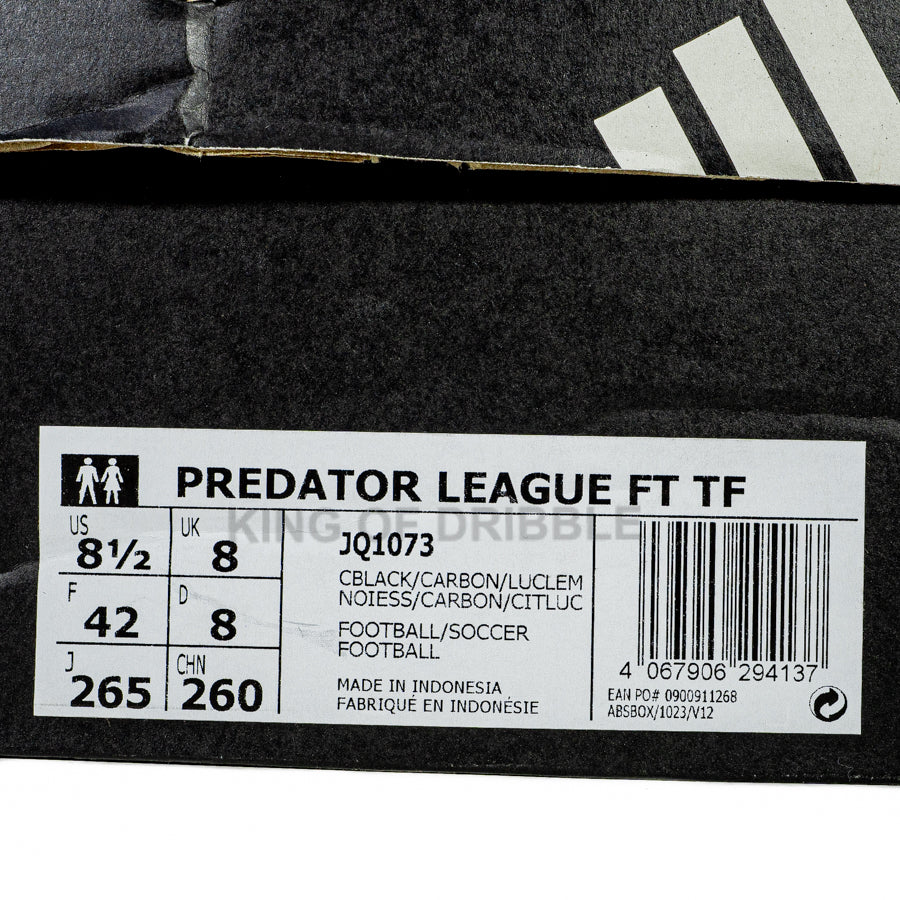 PREDATOR LEAGUE FT TF
KING OF DRIBBLE
US 8½
UK 8
F 42
D 8
J 265
CHN 260
JQ1073
CBLACK/CARBON/LUCLEM
NOIESS/CARBON/CITLUC
FOOTBALL/SOCCER
FOOTBALL
MADE IN INDONESIA
FABRIQUÉ EN INDONÉSIE
4 067906 294137
EAN PO# 0900911268
ABSBOX/1023/V12